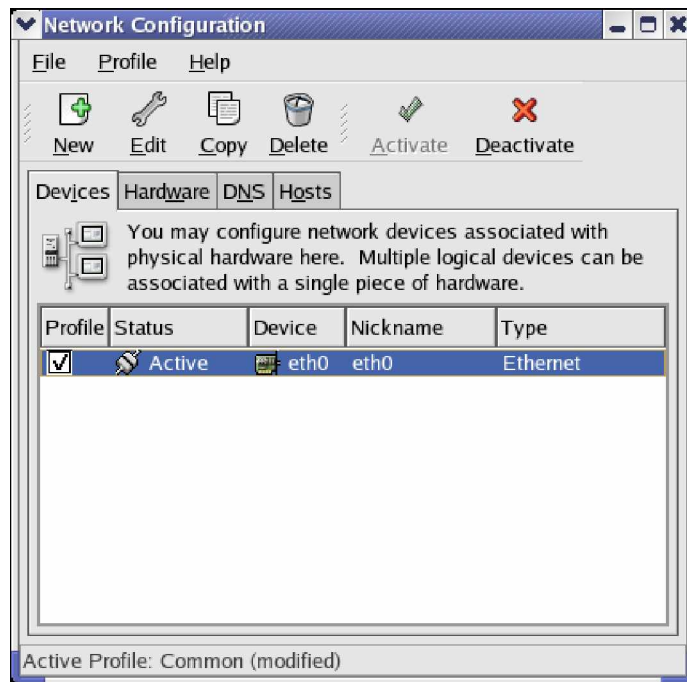 Network Configuration
File Profile Help
New Edit Copy Delete Activate Deactivate
Devices Hardware DNS Hosts
You may configure network devices associated with
physical hardware here. Multiple logical devices can be
associated with a single piece of hardware.
Profile Status Device Nickname Type
Active eth0 eth0 Ethernet
Active Profile: Common (modified)